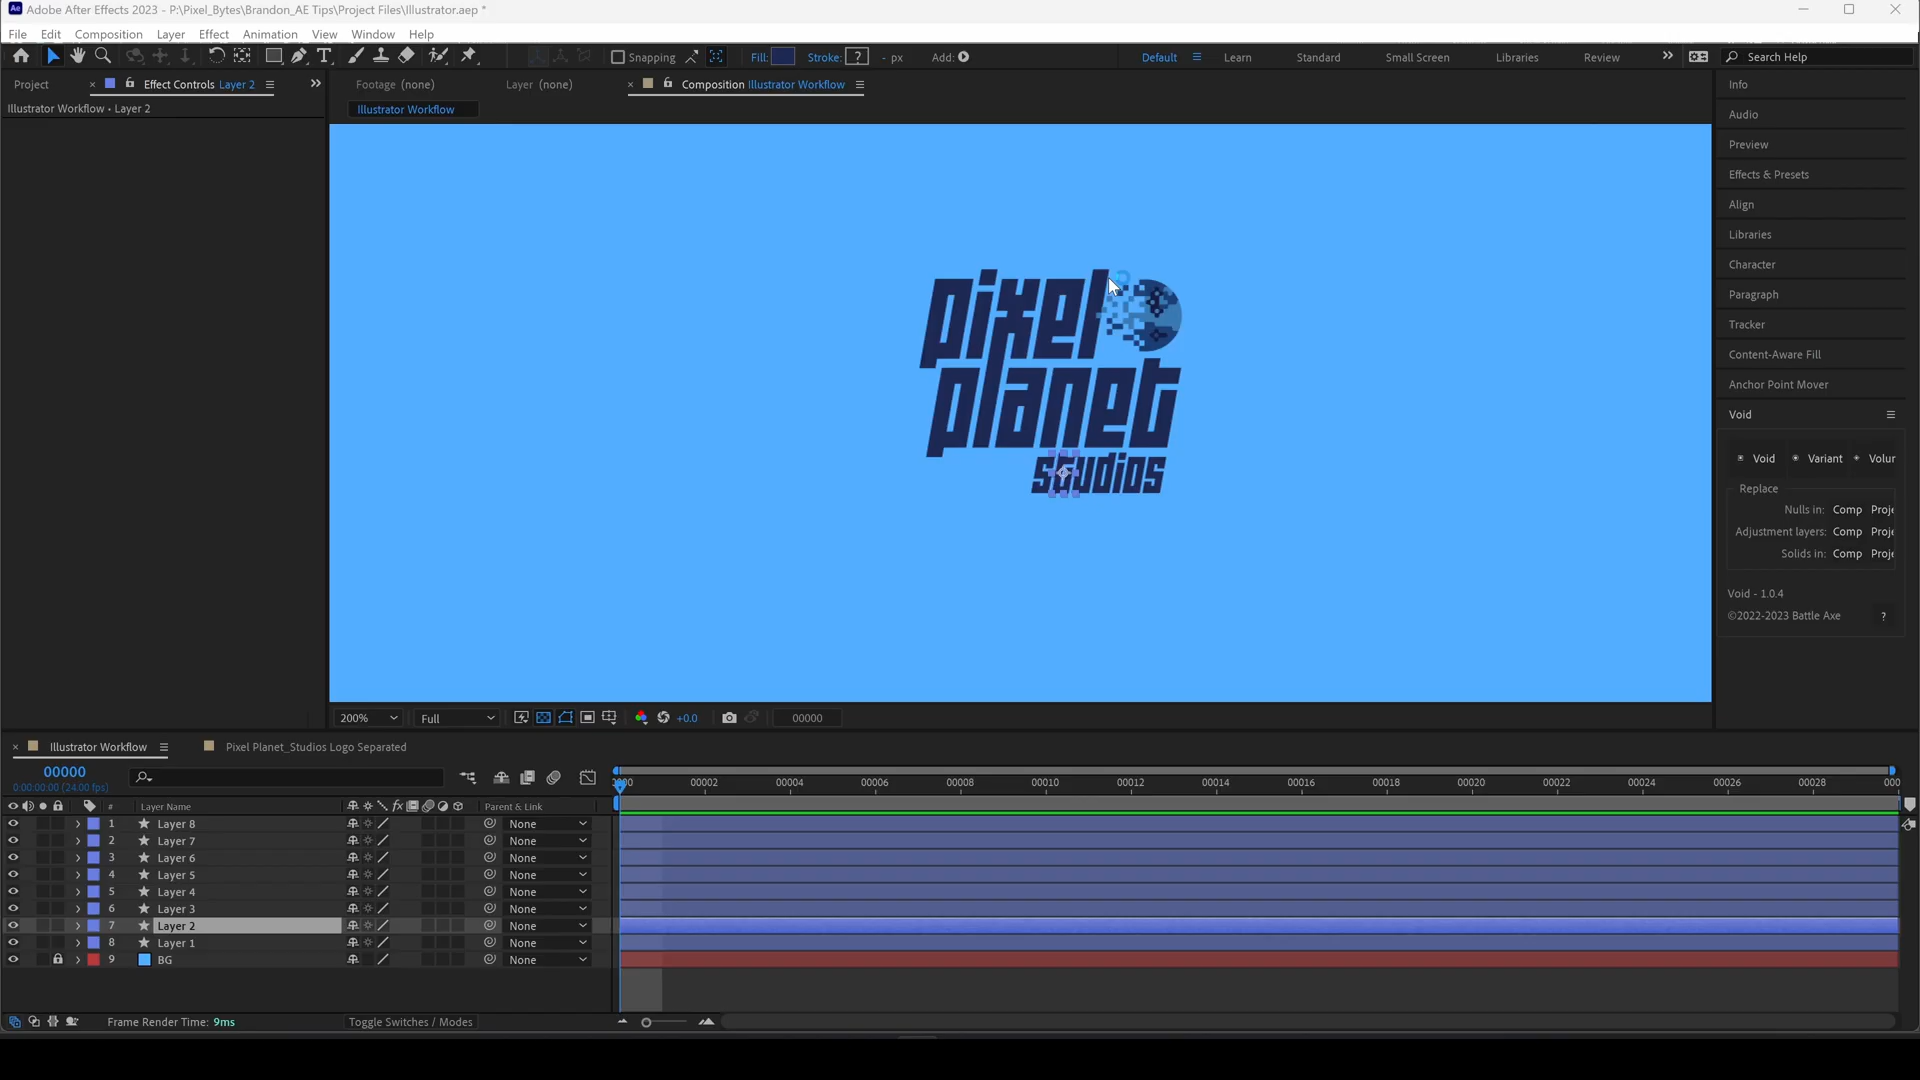 Ae Adobe After Effects 2023 - P:\Pixel_Bytes\Brandon_AE Tips\Project Files\Illustrator.aep *
File Edit Composition Layer Effect Animation View Window Help
Snapping Fill: Stroke: ? - px Add: Default Learn Standard Small Screen Libraries Review Search Help
Project Effect Controls Layer 2 Footage (none) Layer (none) Composition Illustrator Workflow
Illustrator Workflow • Layer 2
Illustrator Workflow
Info
Audio
Preview
Effects & Presets
Align
Libraries
Character
Paragraph
Tracker
Content-Aware Fill
Anchor Point Mover
Void
Void Variant Volur
Replace
Nulls in: Comp Proje
Adjustment layers: Comp Proje
Solids in: Comp Proje
Void - 1.0.4
©2022-2023 Battle Axe ?
pixel
planet
studios
200% Full +0.0 00000
Illustrator Workflow Pixel Planet_Studios Logo Separated
00000
0:00:00:00 (24.00 fps)
00002 00004 00006 00008 00010 00012 00014 00016 00018 00020 00022 00024 00026 00028 000
# Layer Name fx Parent & Link
1 Layer 8 None
2 Layer 7 None
3 Layer 6 None
4 Layer 5 None
5 Layer 4 None
6 Layer 3 None
7 Layer 2 None
8 Layer 1 None
9 BG None
Frame Render Time: 9ms Toggle Switches / Modes